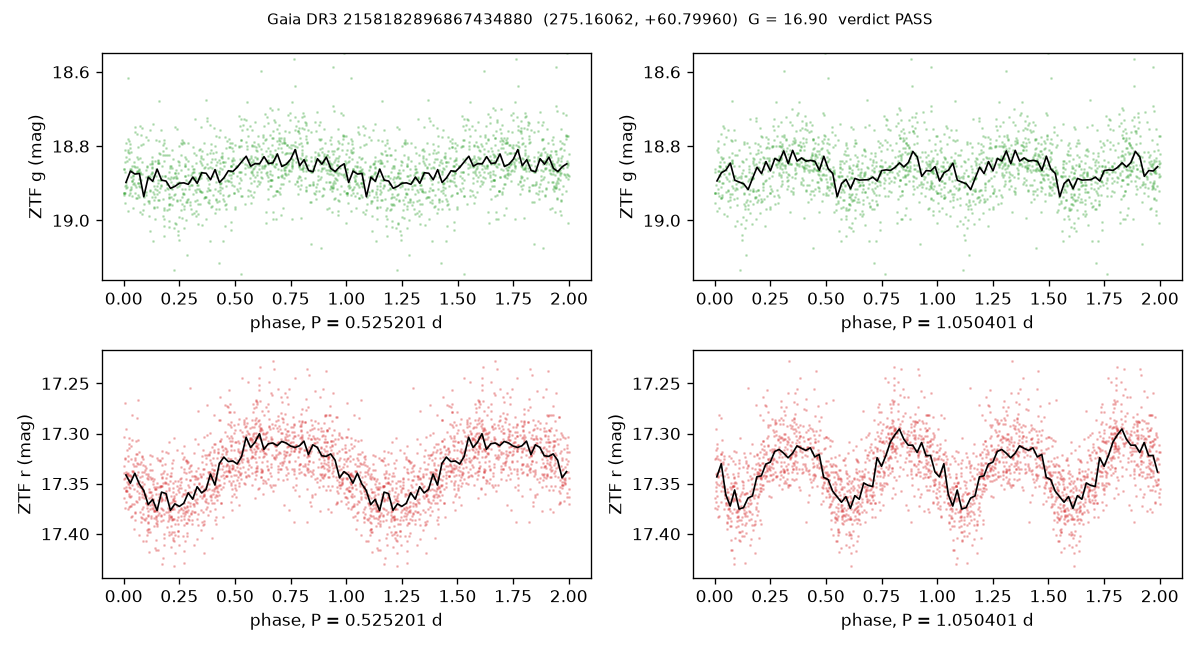 Gaia DR3 2158182896867434880 (275.16062, +60.79960) G = 16.90 verdict PASS
ZTF g (mag)
18.6
18.8
19.0
0.00 0.25 0.50 0.75 1.00 1.25 1.50 1.75 2.00
phase, P = 0.525201 d
ZTF g (mag)
18.6
18.8
19.0
0.00 0.25 0.50 0.75 1.00 1.25 1.50 1.75 2.00
phase, P = 1.050401 d
ZTF r (mag)
17.25
17.30
17.35
17.40
0.00 0.25 0.50 0.75 1.00 1.25 1.50 1.75 2.00
phase, P = 0.525201 d
ZTF r (mag)
17.25
17.30
17.35
17.40
0.00 0.25 0.50 0.75 1.00 1.25 1.50 1.75 2.00
phase, P = 1.050401 d